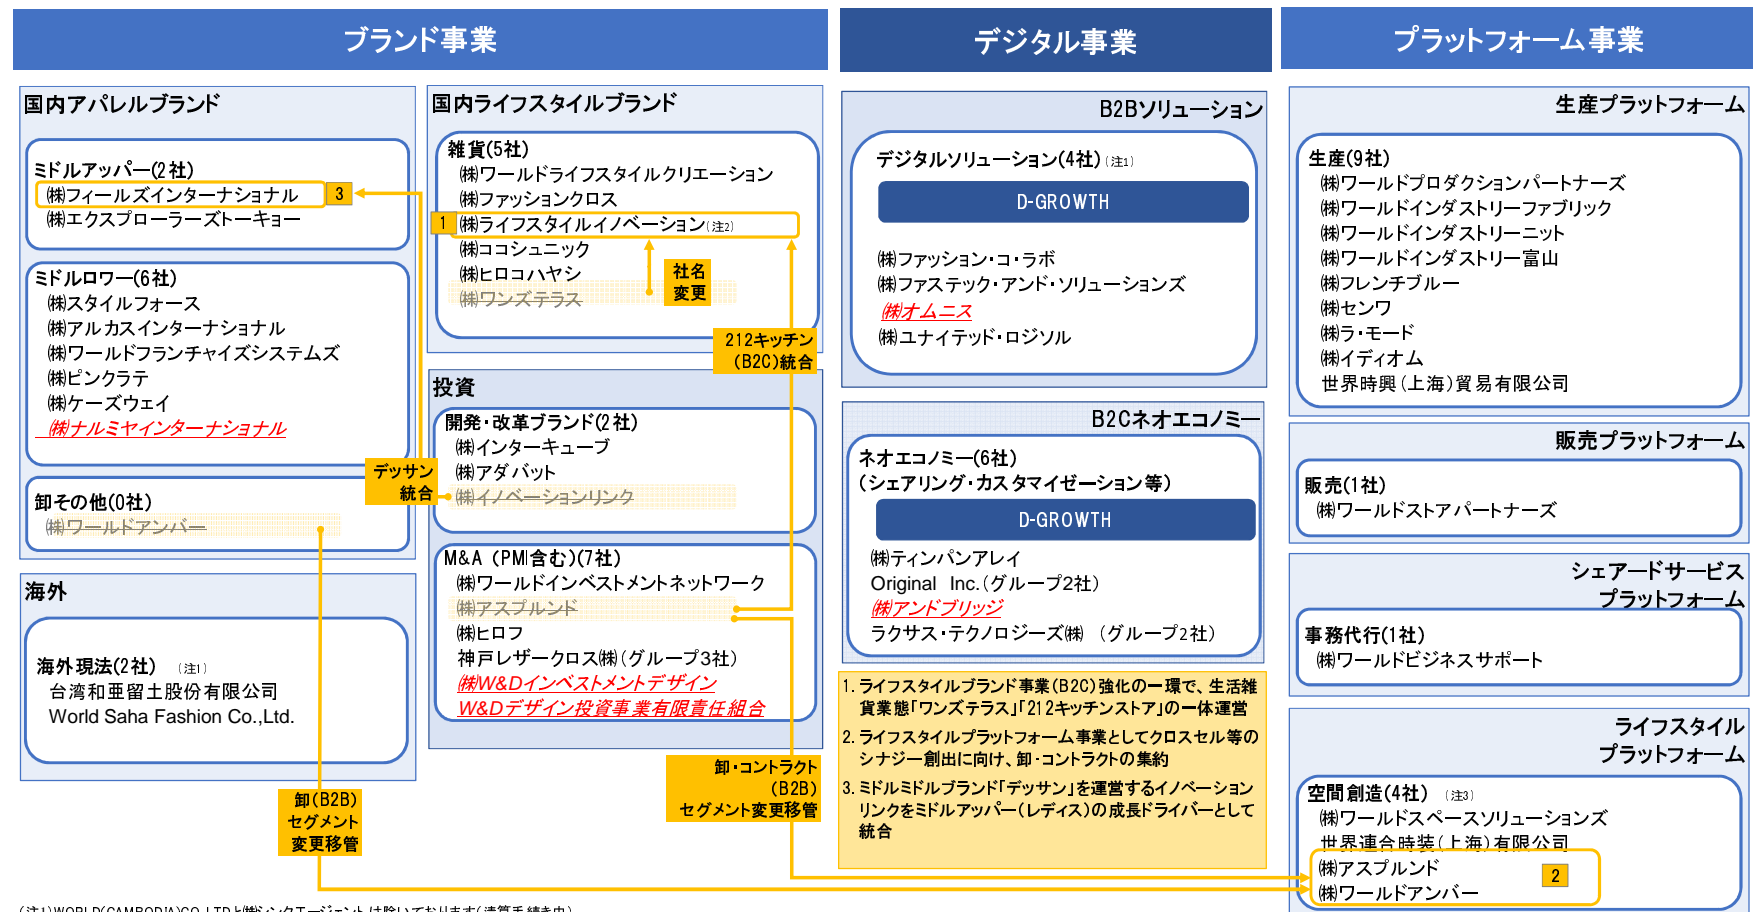 ブランド事業
国内アパレルブランド
ミドルアッパー(2社)
㈱フィールズインターナショナル
3
㈱エクスプローラーズトーキョー
ミドルロワー(6社)
㈱スタイルフォース
㈱アルカスインターナショナル
㈱ワールドフランチャイズシステムズ
㈱ピンクラテ
㈱ケーズウェイ
㈱ナルミヤインターナショナル
卸その他(0社)
㈱ワールドアンバー
デッサン
統合
海外
海外現法(2社) (注1)
台湾和亜留土股份有限公司
World Saha Fashion Co.,Ltd.
卸(B2B)
セグメント
変更移管
国内ライフスタイルブランド
雑貨(5社)
㈱ワールドライフスタイルクリエーション
㈱ファッションクロス
1
㈱ライフスタイルイノベーション(注2)
㈱ココシュニック
㈱ヒロコハヤシ
㈱ワンズテラス
社名
変更
212キッチン
(B2C)統合
投資
開発・改革ブランド(2社)
㈱インターキューブ
㈱アダバット
㈱イノベーションリンク
M&A (PMI含む)(7社)
㈱ワールドインベストメントネットワーク
㈱アスプルンド
㈱ヒロフ
神戸レザークロス㈱(グループ3社)
㈱W&Dインベストメントデザイン
W&Dデザイン投資事業有限責任組合
卸・コントラクト
(B2B)
セグメント変更移管
デジタル事業
B2Bソリューション
デジタルソリューション(4社)(注1)
D-GROWTH
㈱ファッション・コ・ラボ
㈱ファステック・アンド・ソリューションズ
㈱オムニス
㈱ユナイテッド・ロジソル
B2Cネオエコノミー
ネオエコノミー(6社)
(シェアリング・カスタマイゼーション等)
D-GROWTH
㈱ティンパンアレイ
Original Inc.(グループ2社)
㈱アンドブリッジ
ラクサス・テクノロジーズ㈱ (グループ2社)
1. ライフスタイルブランド事業(B2C)強化の一環で、生活雑
貨業態「ワンズテラス」「212キッチンストア」の一体運営
2. ライフスタイルプラットフォーム事業としてクロスセル等の
シナジー創出に向け、卸・コントラクトの集約
3. ミドルミドルブランド「デッサン」を運営するイノベーション
リンクをミドルアッパー(レディス)の成長ドライバーとして
統合
プラットフォーム事業
生産プラットフォーム
生産(9社)
㈱ワールドプロダクションパートナーズ
㈱ワールドインダストリーファブリック
㈱ワールドインダストリーニット
㈱ワールドインダストリー富山
㈱フレンチブルー
㈱センワ
㈱ラ・モード
㈱イディオム
世界時興(上海)貿易有限公司
販売プラットフォーム
販売(1社)
㈱ワールドストアパートナーズ
シェアードサービス
プラットフォーム
事務代行(1社)
㈱ワールドビジネスサポート
ライフスタイル
プラットフォーム
空間創造(4社) (注3)
㈱ワールドスペースソリューションズ
世界連合時装(上海)有限公司
㈱アスプルンド
2
㈱ワールドアンバー
(注1)WORLD(CAMBODIA)CO.,LTDと㈱シンクエージェントは除いております(清算手続き中)